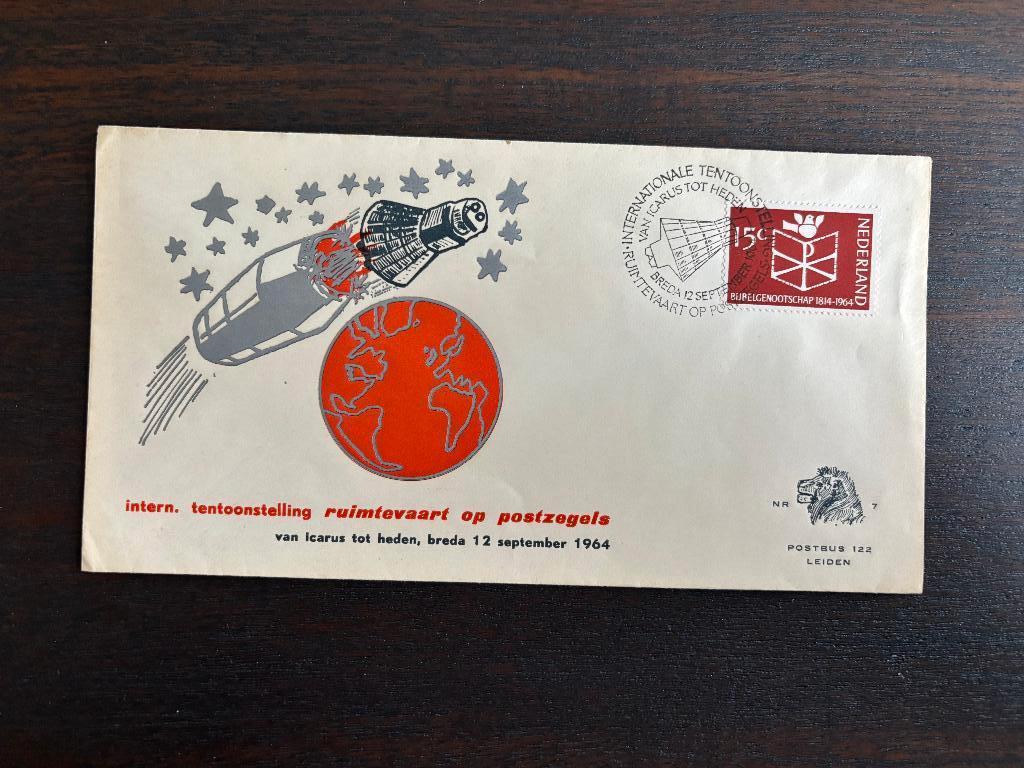 · INTERNATIONALE TENTOONSTELLING ·
VAN ICARUS TOT HEDEN
BREDA 12 SEPTEMBER 1964
RUIMTEVAART OP POSTZEGELS
15c
NEDERLAND
BIJBELGENOOTSCHAP 1814-1964
intern. tentoonstelling ruimtevaart op postzegels
van Icarus tot heden, breda 12 september 1964
NR 7
POSTBUS 122
LEIDEN